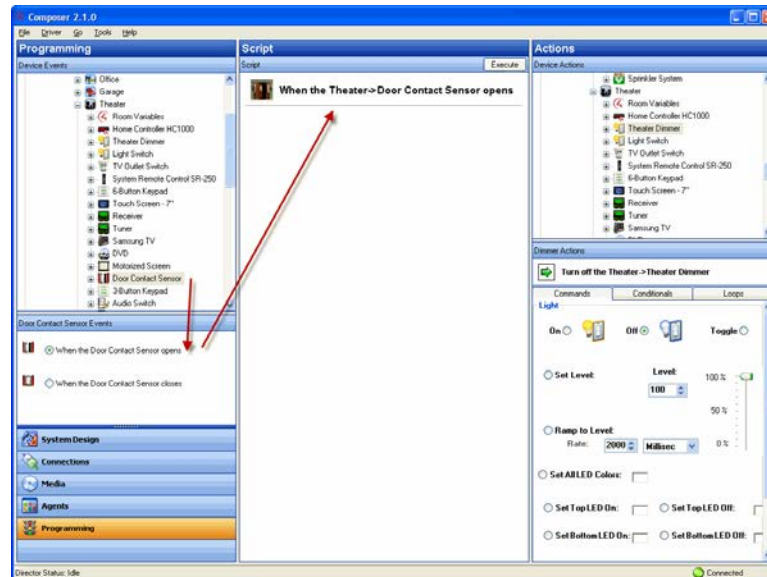 Composer 2.1.0
File Driver Go Tools Help
Programming
Device Events
Office
Garage
Theater
Room Variables
Home Controller HC1000
Theater Dimmer
Light Switch
TV Outlet Switch
System Remote Control SR-250
6-Button Keypad
Touch Screen - 7"
Receiver
Tuner
Samsung TV
DVD
Motorized Screen
Door Contact Sensor
3-Button Keypad
Audio Switch
Door Contact Sensor Events
When the Door Contact Sensor opens
When the Door Contact Sensor closes
System Design
Connections
Media
Agents
Programming
Director Status: Idle
Script
Script Execute
When the Theater->Door Contact Sensor opens
Actions
Device Actions
Sprinkler System
Theater
Room Variables
Home Controller HC1000
Theater Dimmer
Light Switch
TV Outlet Switch
System Remote Control SR-250
6-Button Keypad
Touch Screen - 7"
Receiver
Tuner
Samsung TV
Dimmer Actions
Turn off the Theater->Theater Dimmer
Commands Conditionals Loops
Light
On Off Toggle
Set Level: Level: 100 100 %
50 %
0 %
Ramp to Level:
Rate: 2000 Millisec
Set All LED Colors:
Set Top LED On: Set Top LED Off:
Set Bottom LED On: Set Bottom LED Off:
Connected